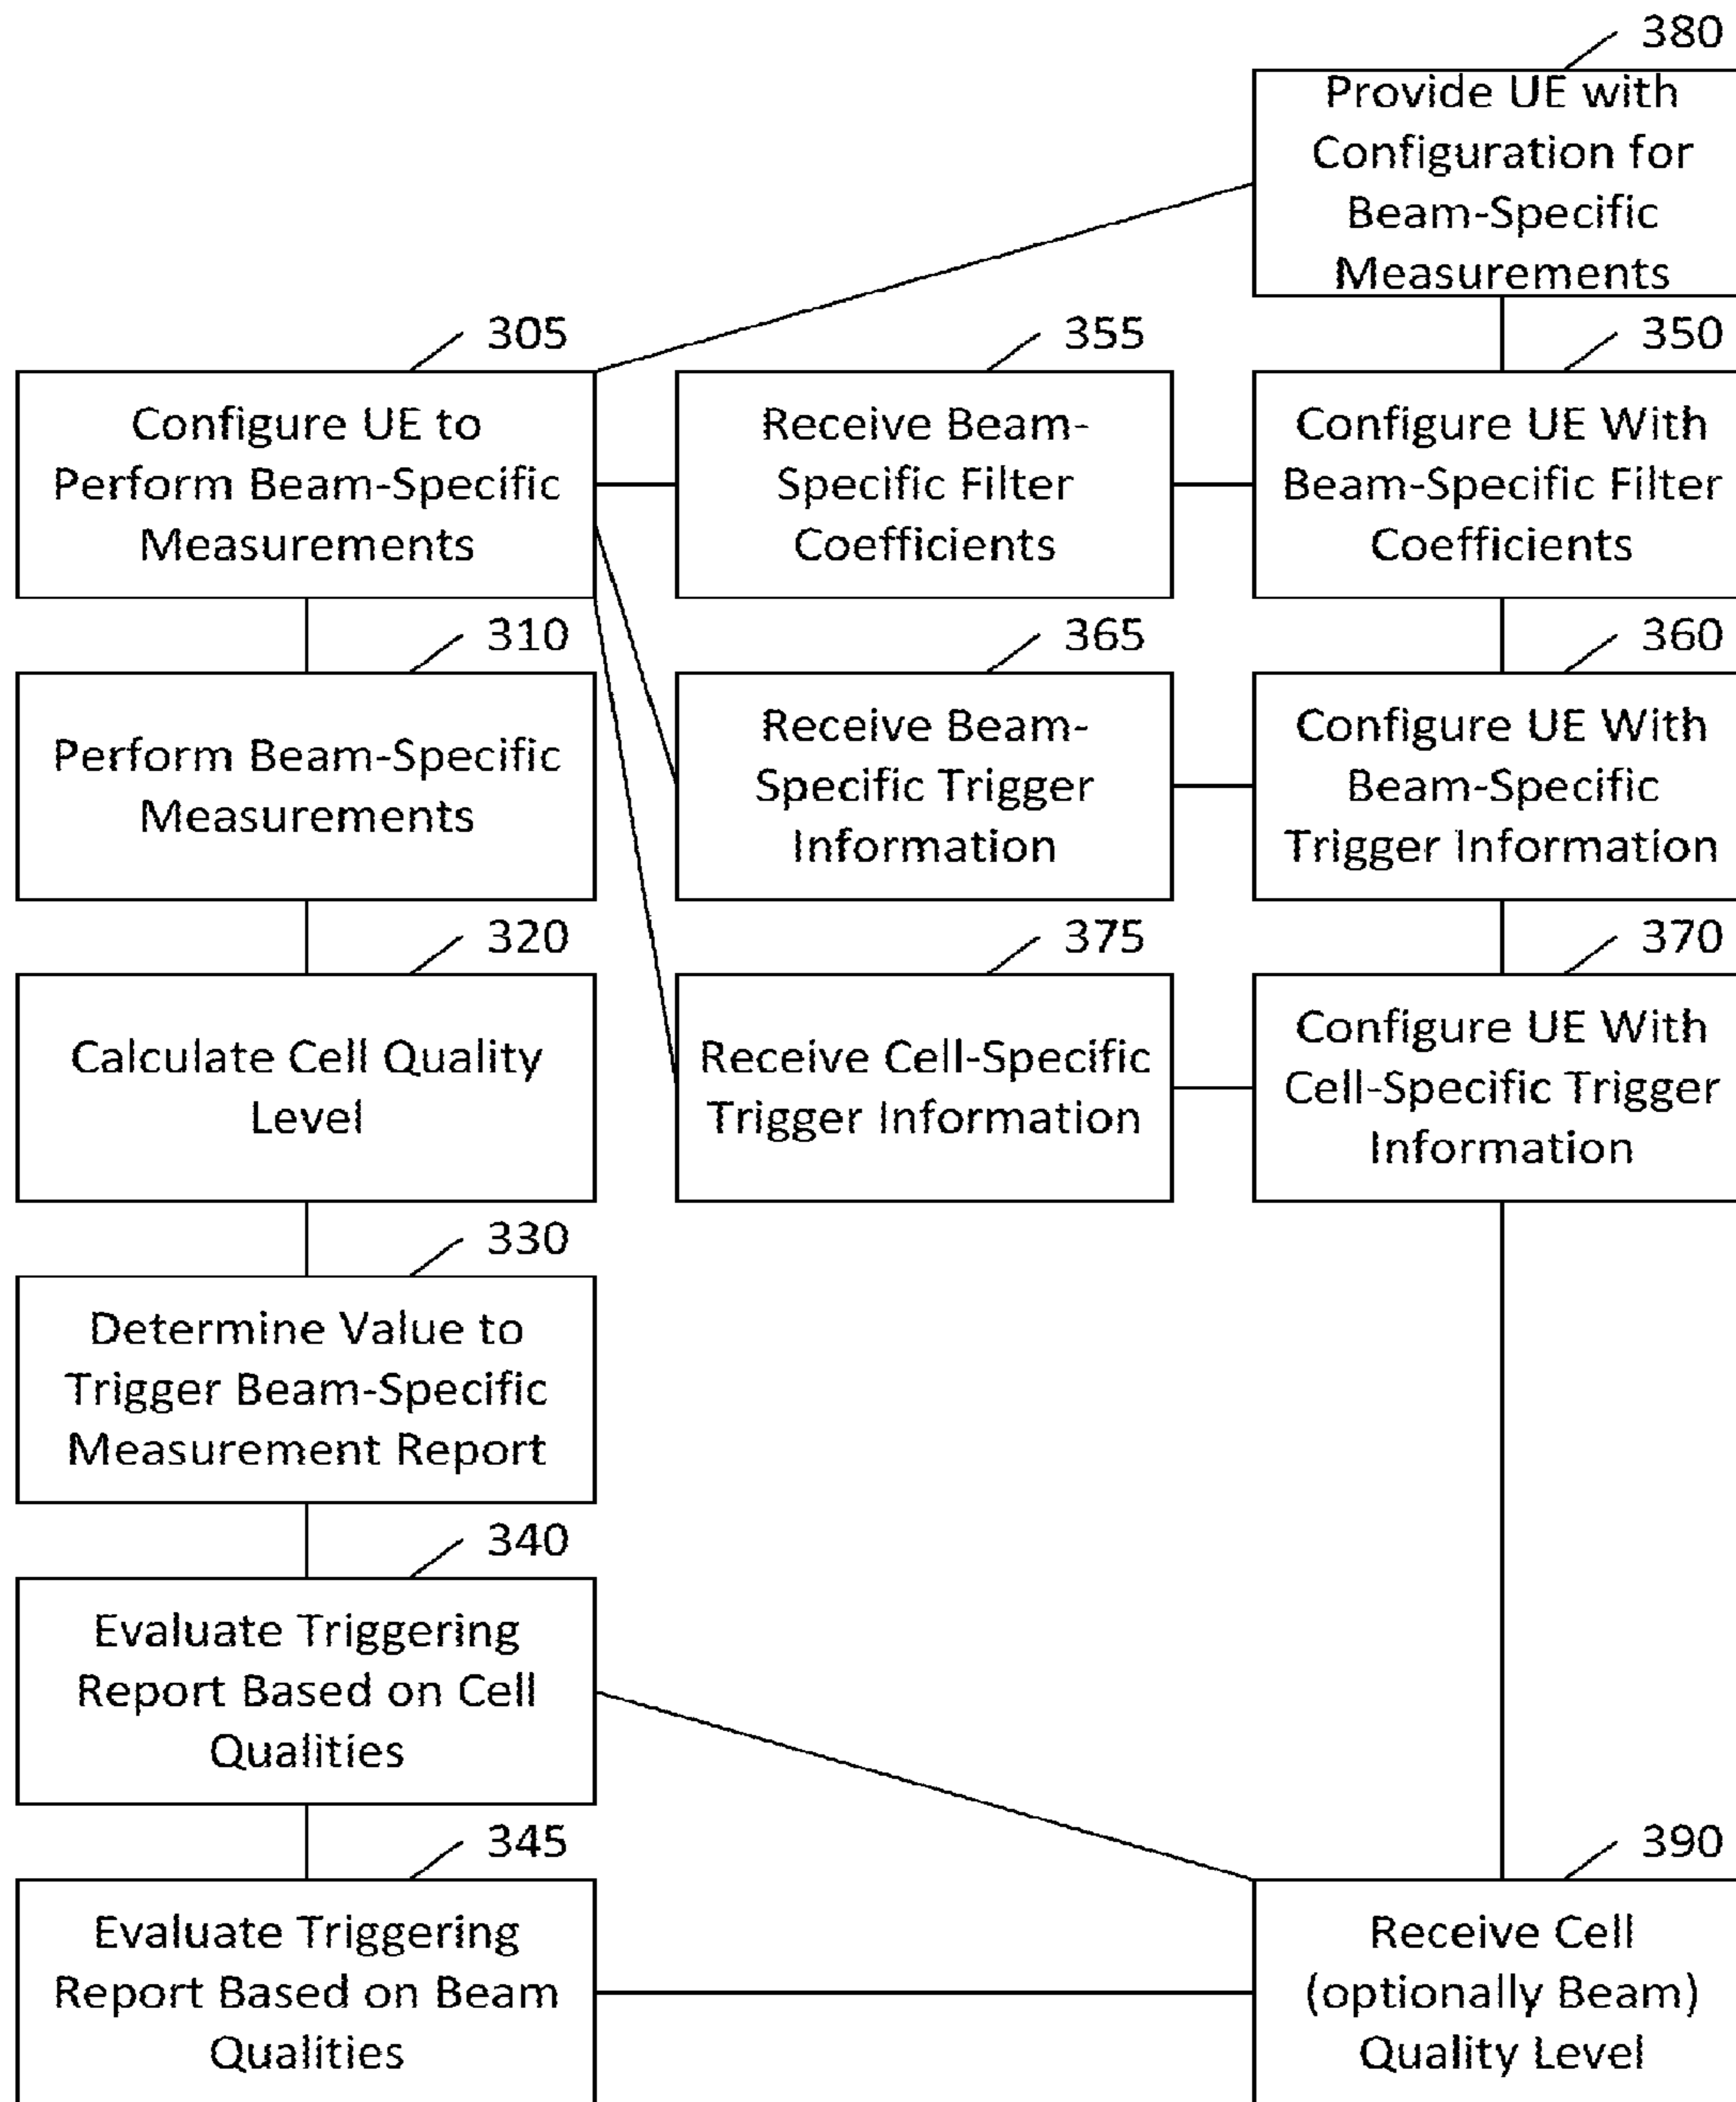 380
Provide UE with
Configuration for
Beam-Specific
Measurements
305
Configure UE to
Perform Beam-Specific
Measurements
355
Receive Beam-
Specific Filter
Coefficients
350
Configure UE With
Beam-Specific Filter
Coefficients
310
Perform Beam-Specific
Measurements
365
Receive Beam-
Specific Trigger
Information
360
Configure UE With
Beam-Specific
Trigger Information
320
Calculate Cell Quality
Level
375
Receive Cell-Specific
Trigger Information
370
Configure UE With
Cell-Specific Trigger
Information
330
Determine Value to
Trigger Beam-Specific
Measurement Report
340
Evaluate Triggering
Report Based on Cell
Qualities
345
Evaluate Triggering
Report Based on Beam
Qualities
390
Receive Cell
(optionally Beam)
Quality Level